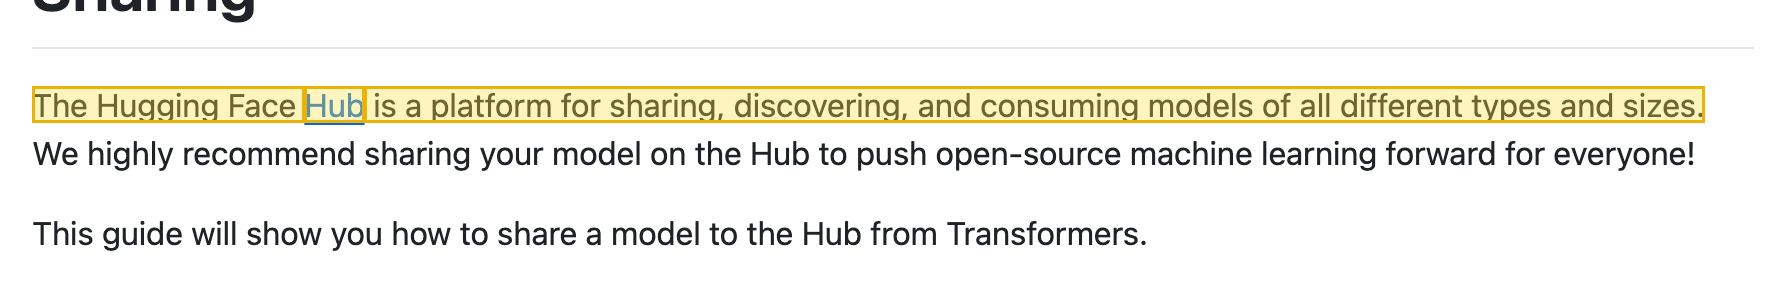 Sharing
The Hugging Face Hub is a platform for sharing, discovering, and consuming models of all different types and sizes.
We highly recommend sharing your model on the Hub to push open-source machine learning forward for everyone!
This guide will show you how to share a model to the Hub from Transformers.